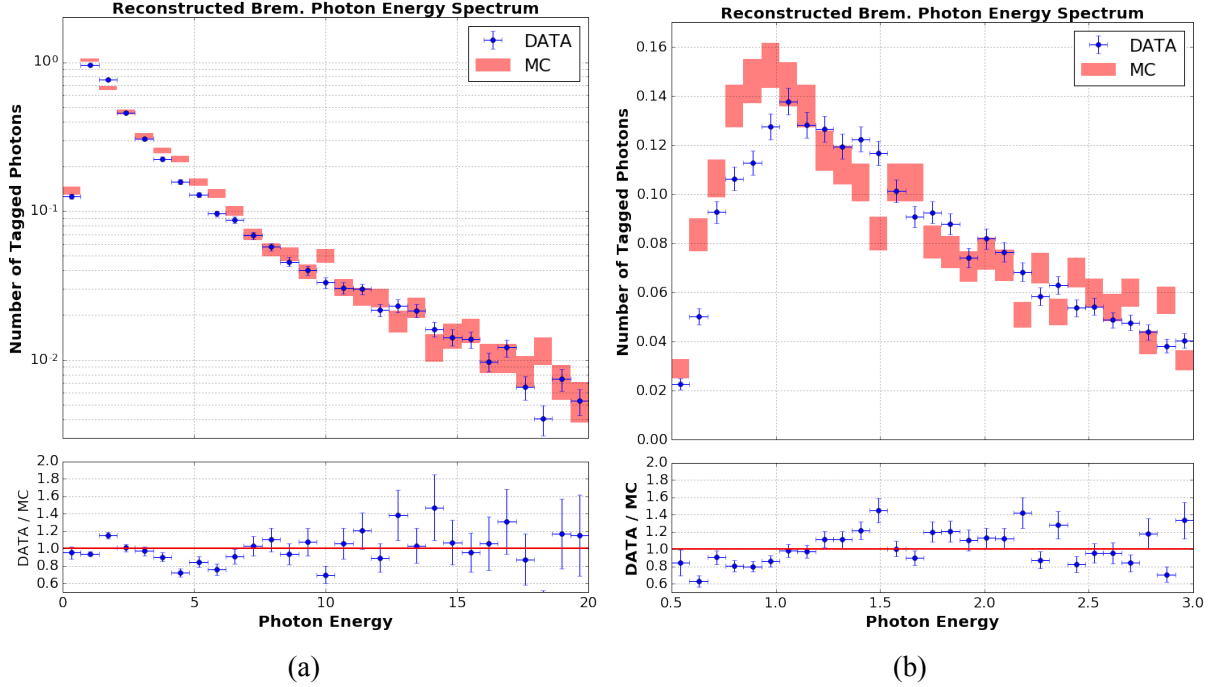 Reconstructed Brem. Photon Energy Spectrum
DATA
MC
Number of Tagged Photons
10⁰
10⁻¹
10⁻²
DATA / MC
2.0
1.8
1.6
1.4
1.2
1.0
0.8
0.6
0 5 10 15 20
Photon Energy
(a)
Reconstructed Brem. Photon Energy Spectrum
DATA
MC
Number of Tagged Photons
0.16
0.14
0.12
0.10
0.08
0.06
0.04
0.02
0.00
DATA / MC
2.0
1.8
1.6
1.4
1.2
1.0
0.8
0.6
0.5 1.0 1.5 2.0 2.5 3.0
Photon Energy
(b)